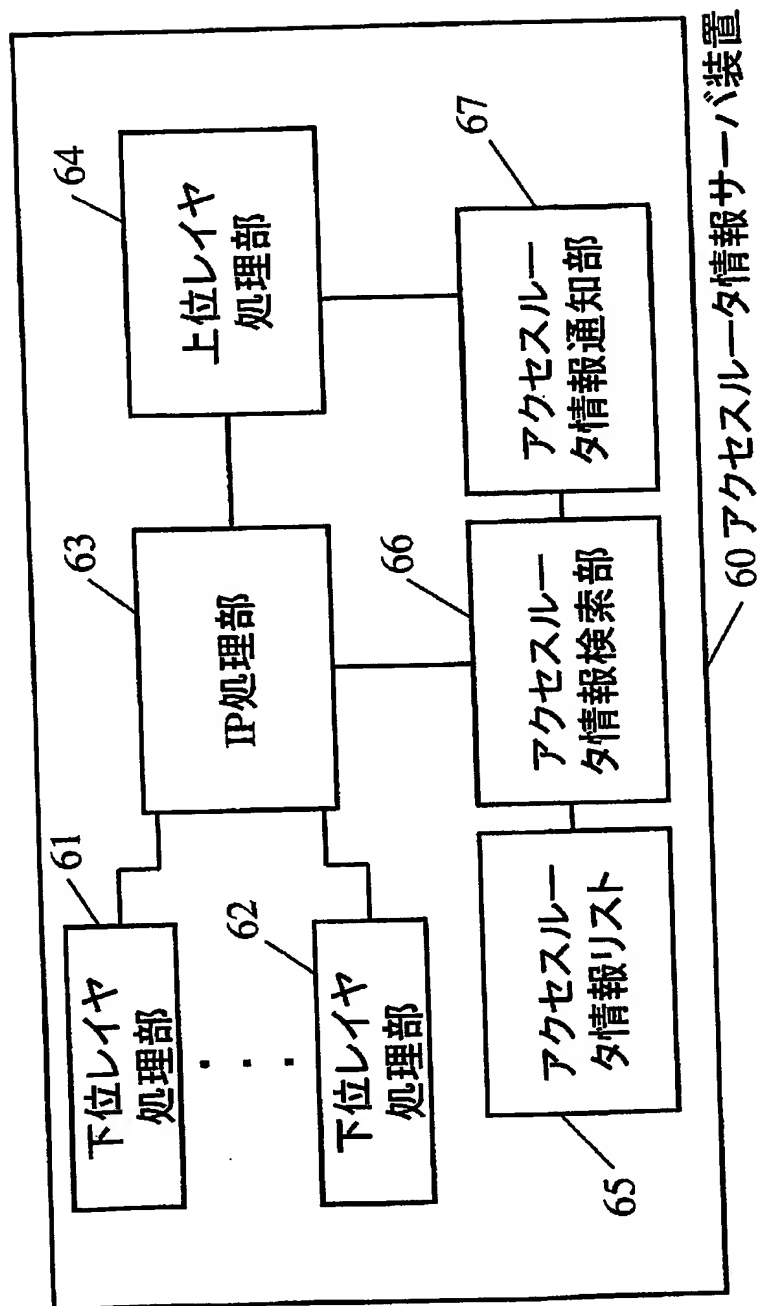 61
下位レイヤ
処理部
62
下位レイヤ
処理部
63
IP処理部
64
上位レイヤ
処理部
65
アクセスルー
タ情報リスト
66
アクセスルー
タ情報検索部
67
アクセスルー
タ情報通知部
60 アクセスルータ情報サーバ装置